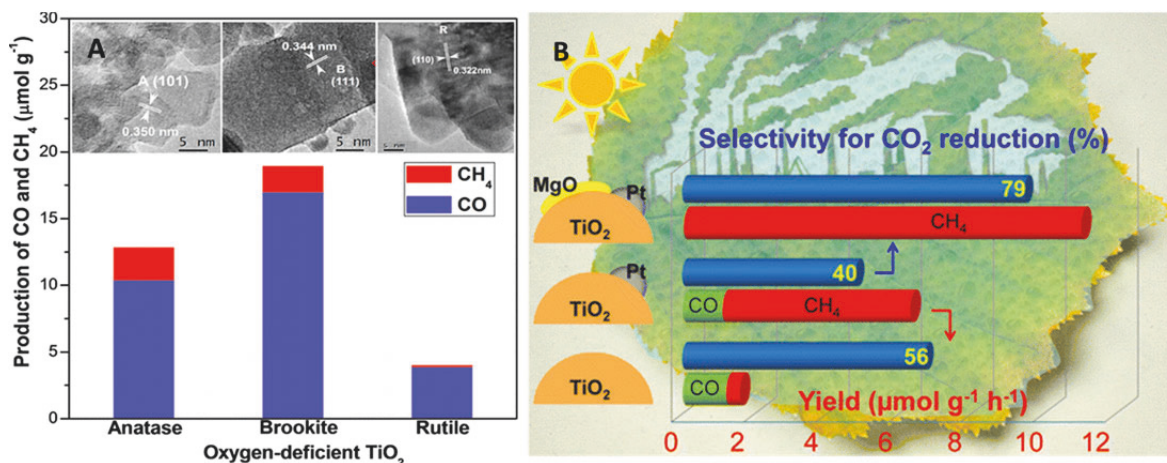 A
A (101)
0.350 nm
5 nm
0.344 nm
B
(111)
5 nm
R
(110)
0.322nm
5 nm
Production of CO and CH₄ (μmol g⁻¹)
30
25
20
15
10
5
0
CH₄
CO
Anatase Brookite Rutile
Oxygen-deficient TiO₂
B
Selectivity for CO₂ reduction (%)
MgO
Pt
TiO₂
79
CH₄
Pt
TiO₂
40
CO CH₄
TiO₂
56
CO
Yield (μmol g⁻¹ h⁻¹)
0 2 4 6 8 10 12